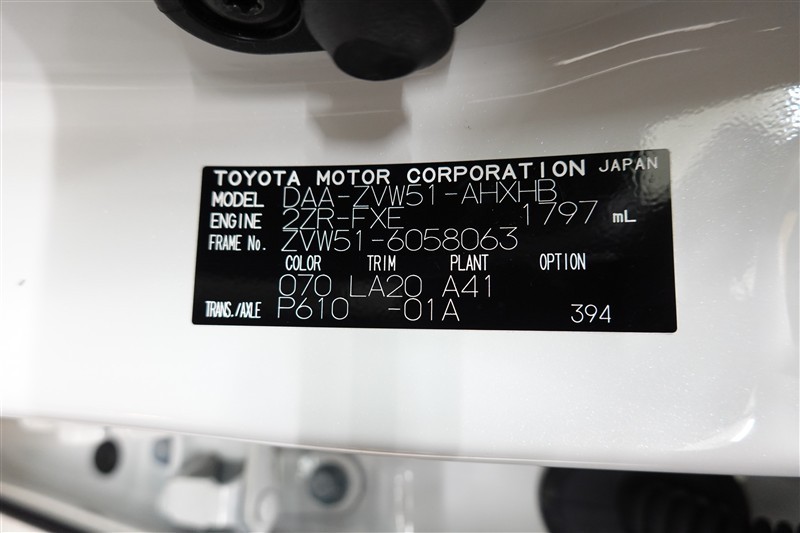 TOYOTA MOTOR CORPORATION JAPAN
MODEL DAA-ZVW51-AHXHB
ENGINE 2ZR-FXE 1797 mL
FRAME No. ZVW51-6058063
COLOR TRIM PLANT OPTION
070 LA20 A41
TRANS./AXLE P610 -01A 394